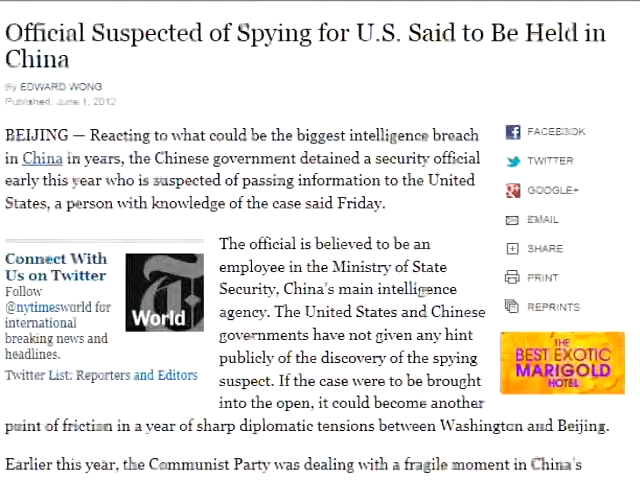 Official Suspected of Spying for U.S. Said to Be Held in
China
By EDWARD WONG
Published: June 1, 2012
BEIJING — Reacting to what could be the biggest intelligence breach
in China in years, the Chinese government detained a security official
early this year who is suspected of passing information to the United
States, a person with knowledge of the case said Friday.
Connect With
Us on Twitter
Follow
@nytimesworld for
international
breaking news and
headlines.
Twitter List: Reporters and Editors
World
The official is believed to be an
employee in the Ministry of State
Security, China's main intelligence
agency. The United States and Chinese
governments have not given any hint
publicly of the discovery of the spying
suspect. If the case were to be brought
into the open, it could become another
point of friction in a year of sharp diplomatic tensions between Washington and Beijing.
Earlier this year, the Communist Party was dealing with a fragile moment in China's
FACEBOOK
TWITTER
GOOGLE+
EMAIL
SHARE
PRINT
REPRINTS
THE
BEST EXOTIC
MARIGOLD
HOTEL